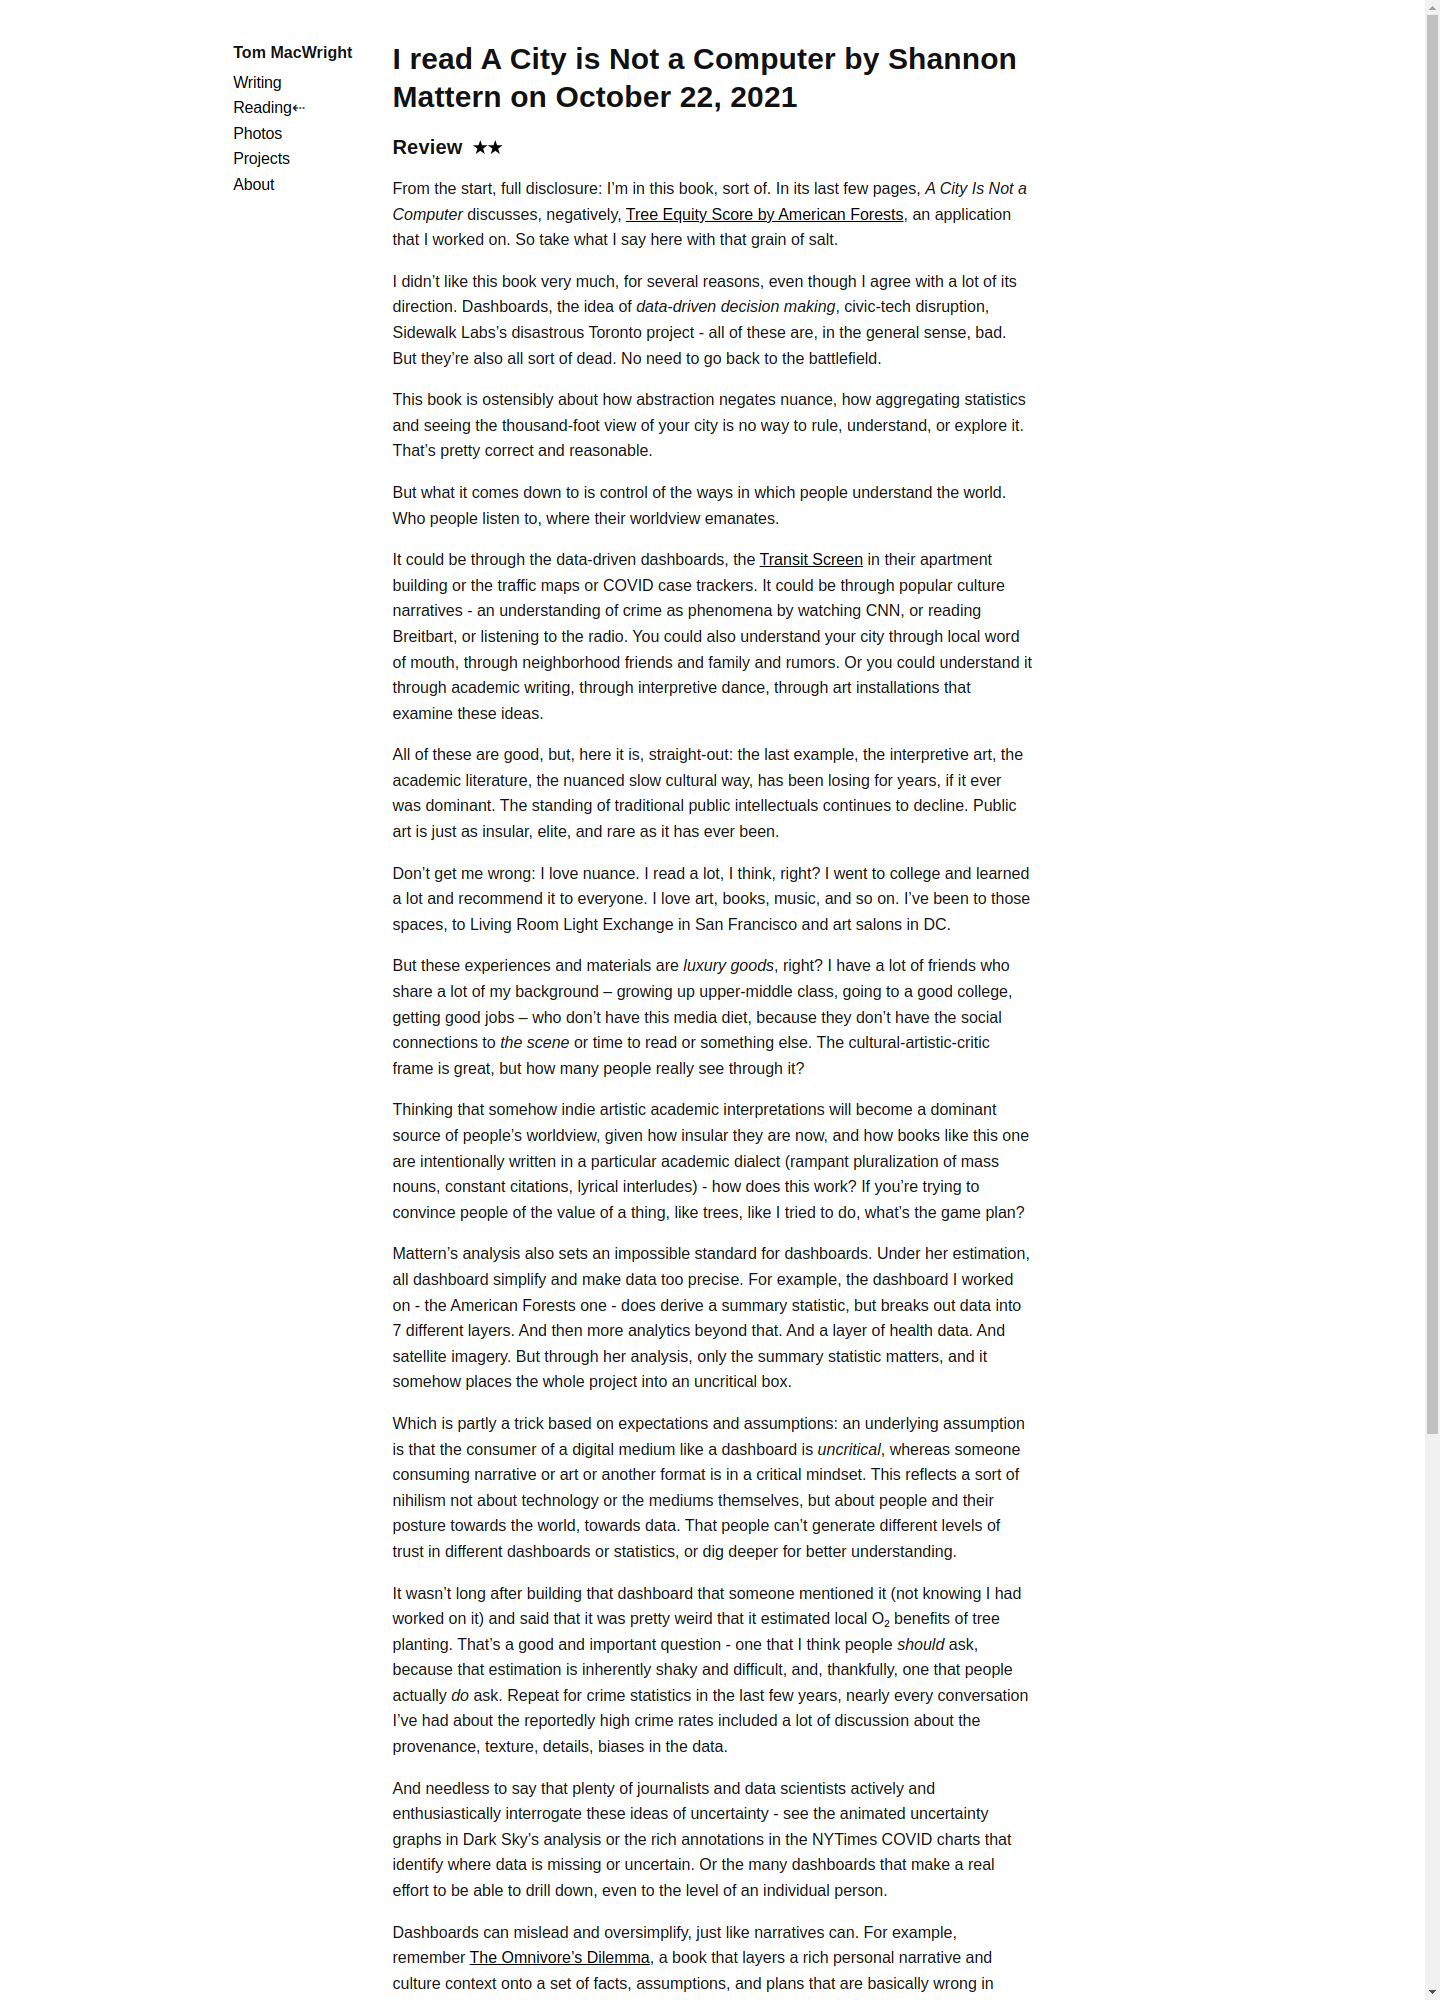 Tom MacWright
Writing
Reading⇠
Photos
Projects
About
I read A City is Not a Computer by Shannon
Mattern on October 22, 2021
Review ★★
From the start, full disclosure: I’m in this book, sort of. In its last few pages, A City Is Not a
Computer discusses, negatively, Tree Equity Score by American Forests, an application
that I worked on. So take what I say here with that grain of salt.
I didn’t like this book very much, for several reasons, even though I agree with a lot of its
direction. Dashboards, the idea of data-driven decision making, civic-tech disruption,
Sidewalk Labs’s disastrous Toronto project - all of these are, in the general sense, bad.
But they’re also all sort of dead. No need to go back to the battlefield.
This book is ostensibly about how abstraction negates nuance, how aggregating statistics
and seeing the thousand-foot view of your city is no way to rule, understand, or explore it.
That’s pretty correct and reasonable.
But what it comes down to is control of the ways in which people understand the world.
Who people listen to, where their worldview emanates.
It could be through the data-driven dashboards, the Transit Screen in their apartment
building or the traffic maps or COVID case trackers. It could be through popular culture
narratives - an understanding of crime as phenomena by watching CNN, or reading
Breitbart, or listening to the radio. You could also understand your city through local word
of mouth, through neighborhood friends and family and rumors. Or you could understand it
through academic writing, through interpretive dance, through art installations that
examine these ideas.
All of these are good, but, here it is, straight-out: the last example, the interpretive art, the
academic literature, the nuanced slow cultural way, has been losing for years, if it ever
was dominant. The standing of traditional public intellectuals continues to decline. Public
art is just as insular, elite, and rare as it has ever been.
Don’t get me wrong: I love nuance. I read a lot, I think, right? I went to college and learned
a lot and recommend it to everyone. I love art, books, music, and so on. I’ve been to those
spaces, to Living Room Light Exchange in San Francisco and art salons in DC.
But these experiences and materials are luxury goods, right? I have a lot of friends who
share a lot of my background – growing up upper-middle class, going to a good college,
getting good jobs – who don’t have this media diet, because they don’t have the social
connections to the scene or time to read or something else. The cultural-artistic-critic
frame is great, but how many people really see through it?
Thinking that somehow indie artistic academic interpretations will become a dominant
source of people’s worldview, given how insular they are now, and how books like this one
are intentionally written in a particular academic dialect (rampant pluralization of mass
nouns, constant citations, lyrical interludes) - how does this work? If you’re trying to
convince people of the value of a thing, like trees, like I tried to do, what’s the game plan?
Mattern’s analysis also sets an impossible standard for dashboards. Under her estimation,
all dashboard simplify and make data too precise. For example, the dashboard I worked
on - the American Forests one - does derive a summary statistic, but breaks out data into
7 different layers. And then more analytics beyond that. And a layer of health data. And
satellite imagery. But through her analysis, only the summary statistic matters, and it
somehow places the whole project into an uncritical box.
Which is partly a trick based on expectations and assumptions: an underlying assumption
is that the consumer of a digital medium like a dashboard is uncritical, whereas someone
consuming narrative or art or another format is in a critical mindset. This reflects a sort of
nihilism not about technology or the mediums themselves, but about people and their
posture towards the world, towards data. That people can’t generate different levels of
trust in different dashboards or statistics, or dig deeper for better understanding.
It wasn’t long after building that dashboard that someone mentioned it (not knowing I had
worked on it) and said that it was pretty weird that it estimated local O₂ benefits of tree
planting. That’s a good and important question - one that I think people should ask,
because that estimation is inherently shaky and difficult, and, thankfully, one that people
actually do ask. Repeat for crime statistics in the last few years, nearly every conversation
I’ve had about the reportedly high crime rates included a lot of discussion about the
provenance, texture, details, biases in the data.
And needless to say that plenty of journalists and data scientists actively and
enthusiastically interrogate these ideas of uncertainty - see the animated uncertainty
graphs in Dark Sky’s analysis or the rich annotations in the NYTimes COVID charts that
identify where data is missing or uncertain. Or the many dashboards that make a real
effort to be able to drill down, even to the level of an individual person.
Dashboards can mislead and oversimplify, just like narratives can. For example,
remember The Omnivore’s Dilemma, a book that layers a rich personal narrative and
culture context onto a set of facts, assumptions, and plans that are basically wrong in